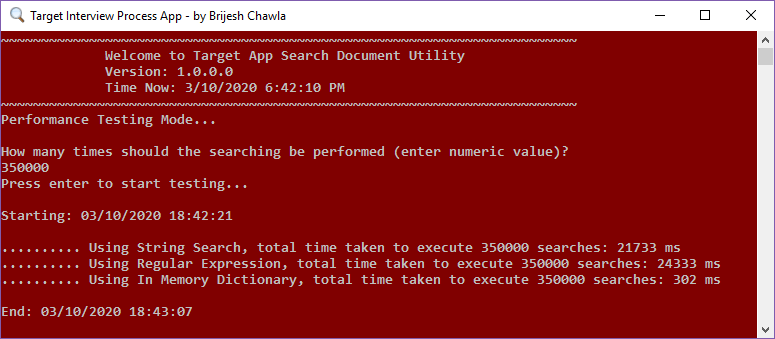 Target Interview Process App - by Brijesh Chawla
~~~~~~~~~~~~~~~~~~~~~~~~~~~~~~~~~~~~~~~~~~~~~~~~~~~~~~~~~~~~~~~~~~~~~~~~
Welcome to Target App Search Document Utility
Version: 1.0.0.0
Time Now: 3/10/2020 6:42:10 PM
~~~~~~~~~~~~~~~~~~~~~~~~~~~~~~~~~~~~~~~~~~~~~~~~~~~~~~~~~~~~~~~~~~~~~~~~
Performance Testing Mode...
How many times should the searching be performed (enter numeric value)?
350000
Press enter to start testing...
Starting: 03/10/2020 18:42:21
.......... Using String Search, total time taken to execute 350000 searches: 21733 ms
.......... Using Regular Expression, total time taken to execute 350000 searches: 24333 ms
.......... Using In Memory Dictionary, total time taken to execute 350000 searches: 302 ms
End: 03/10/2020 18:43:07